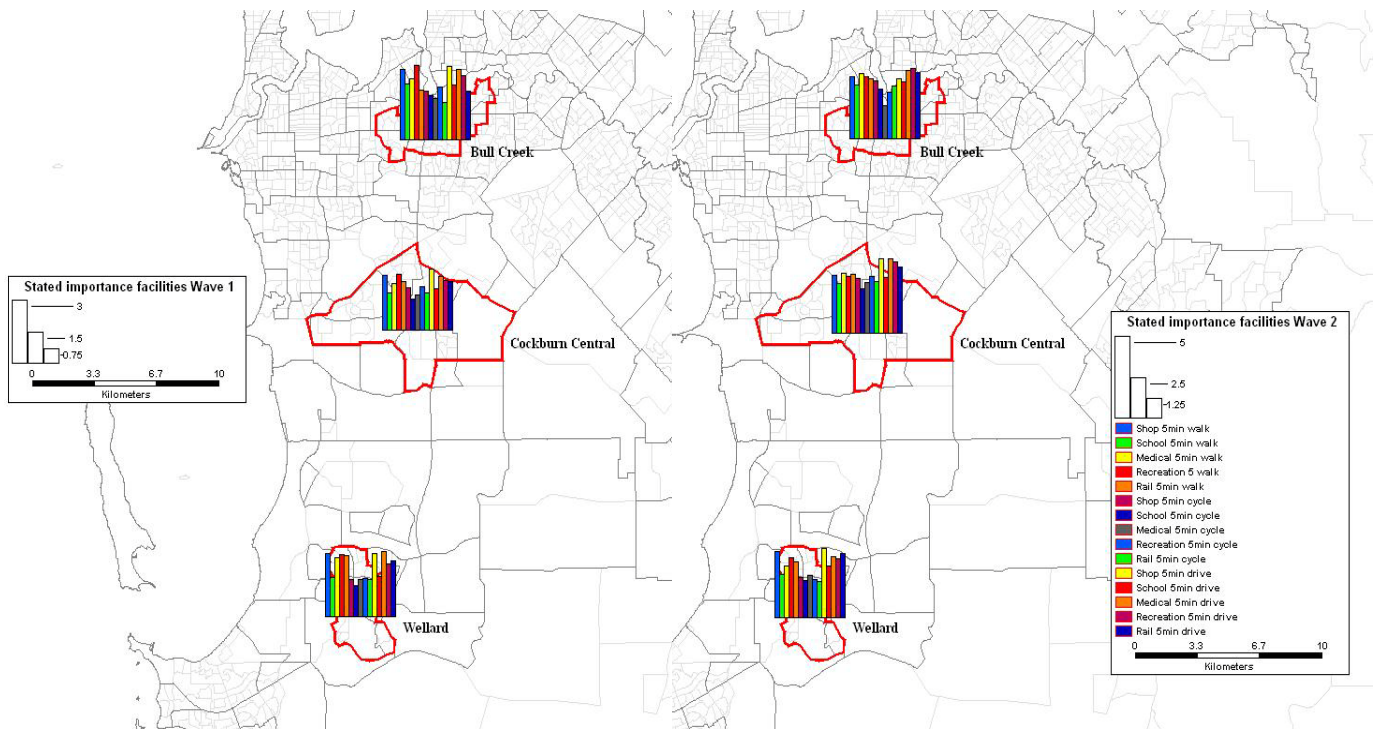 Bull Creek
Cockburn Central
Wellard
Stated importance facilities Wave 1
3
1.5
0.75
0 3.3 6.7 10
Kilometers
Bull Creek
Cockburn Central
Wellard
Stated importance facilities Wave 2
5
2.5
1.25
Shop 5min walk
School 5min walk
Medical 5min walk
Recreation 5 walk
Rail 5min walk
Shop 5min cycle
School 5min cycle
Medical 5min cycle
Recreation 5min cycle
Rail 5min cycle
Shop 5min drive
School 5min drive
Medical 5min drive
Recreation 5min drive
Rail 5min drive
0 3.3 6.7 10
Kilometers